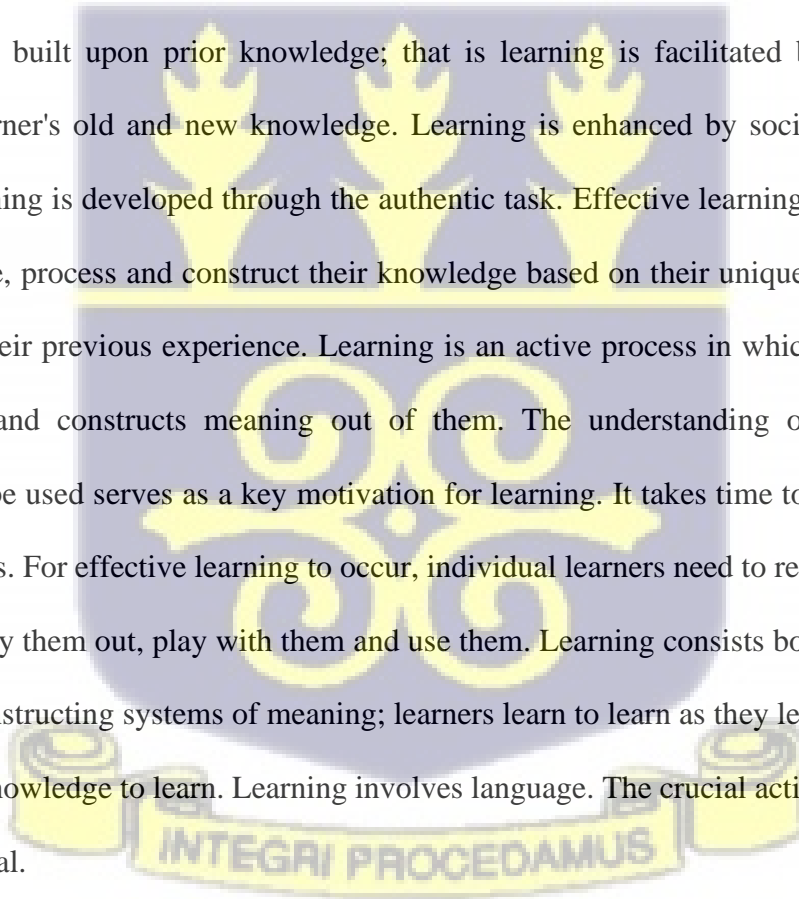 built upon prior knowledge; that is learning is facilitated
rner's old and new knowledge. Learning is enhanced by soci
ning is developed through the authentic task. Effective learning
, process and construct their knowledge based on their unique
eir previous experience. Learning is an active process in whic
and constructs meaning out of them. The understanding o
be used serves as a key motivation for learning. It takes time to
s. For effective learning to occur, individual learners need to re
y them out, play with them and use them. Learning consists bo
nstructing systems of meaning; learners learn to learn as they le
nowledge to learn. Learning involves language. The crucial acti
al.
INTEGRI PROCEDAMUS